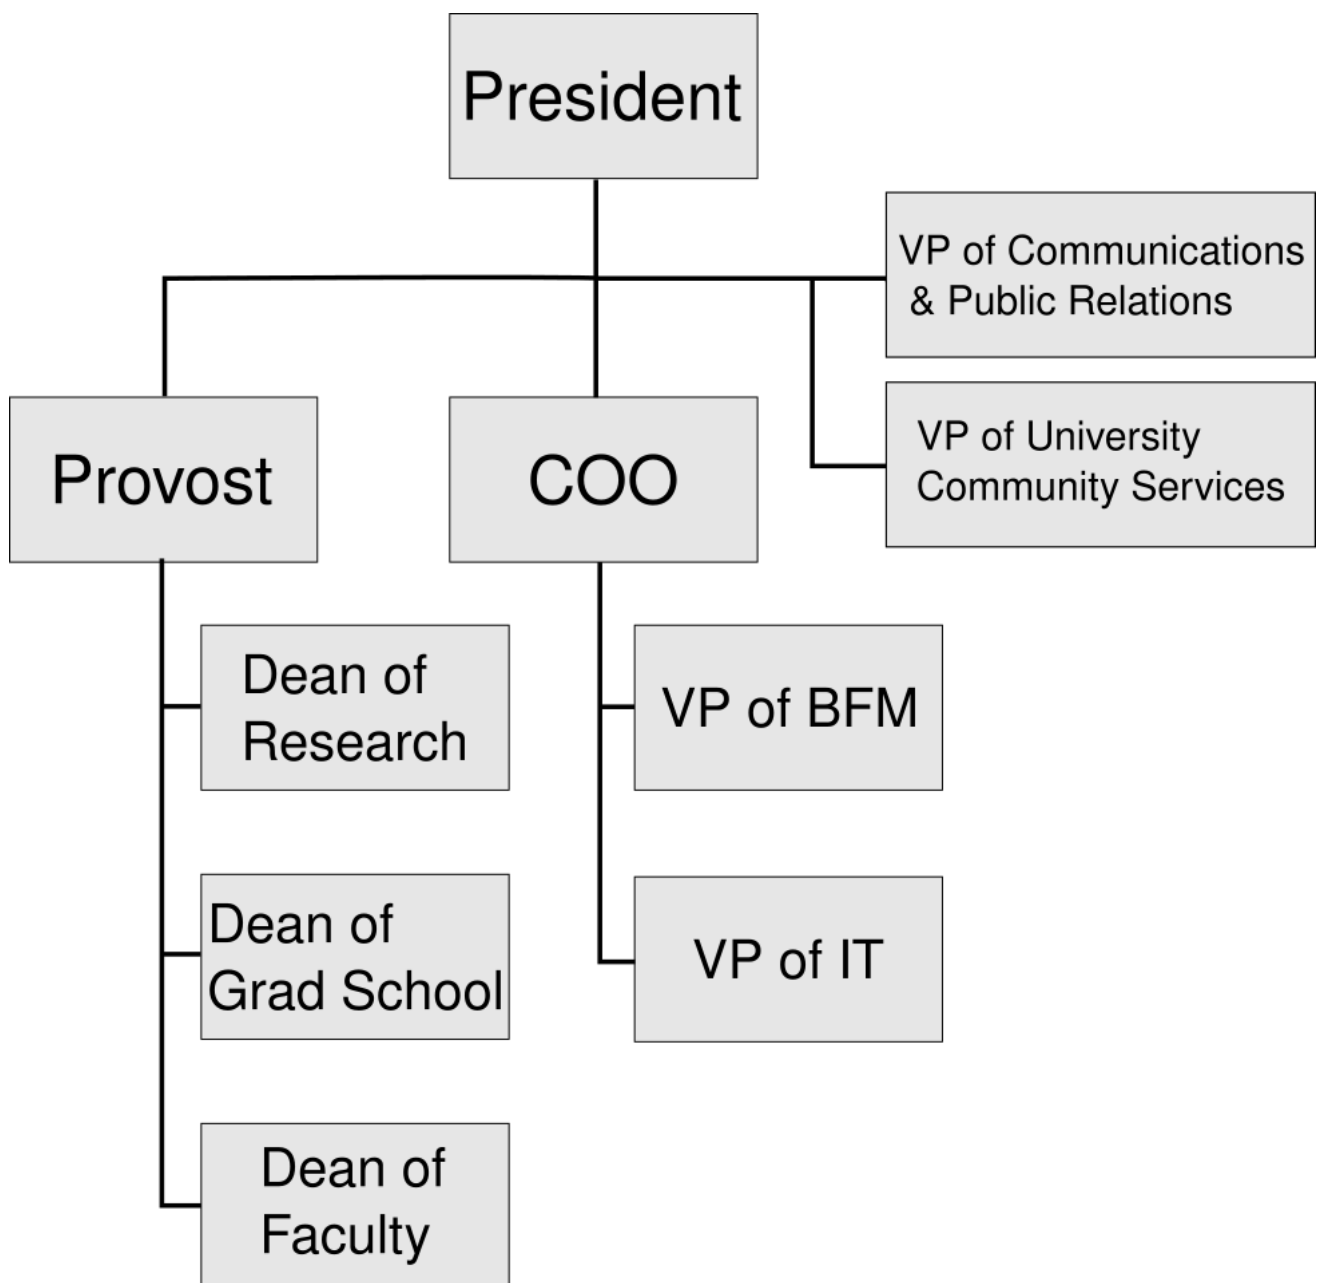 President
VP of Communications
& Public Relations
Provost
COO
VP of University
Community Services
Dean of
Research
VP of BFM
Dean of
Grad School
VP of IT
Dean of
Faculty